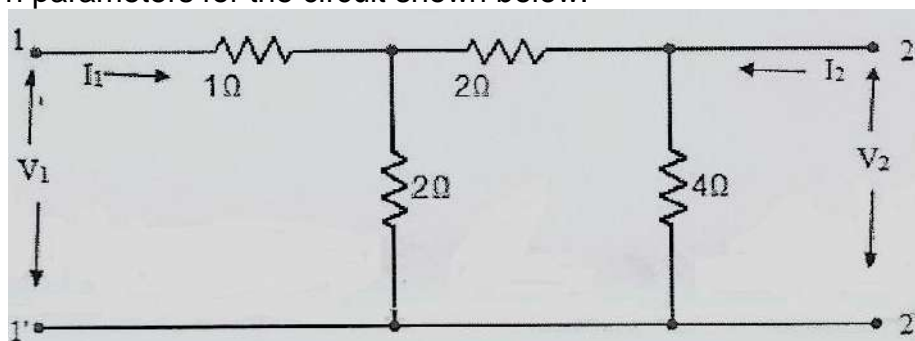 parameters for the circuit shown below.
1 2
I1 1Ω 2Ω I2
V1 2Ω 4Ω V2
1' 2